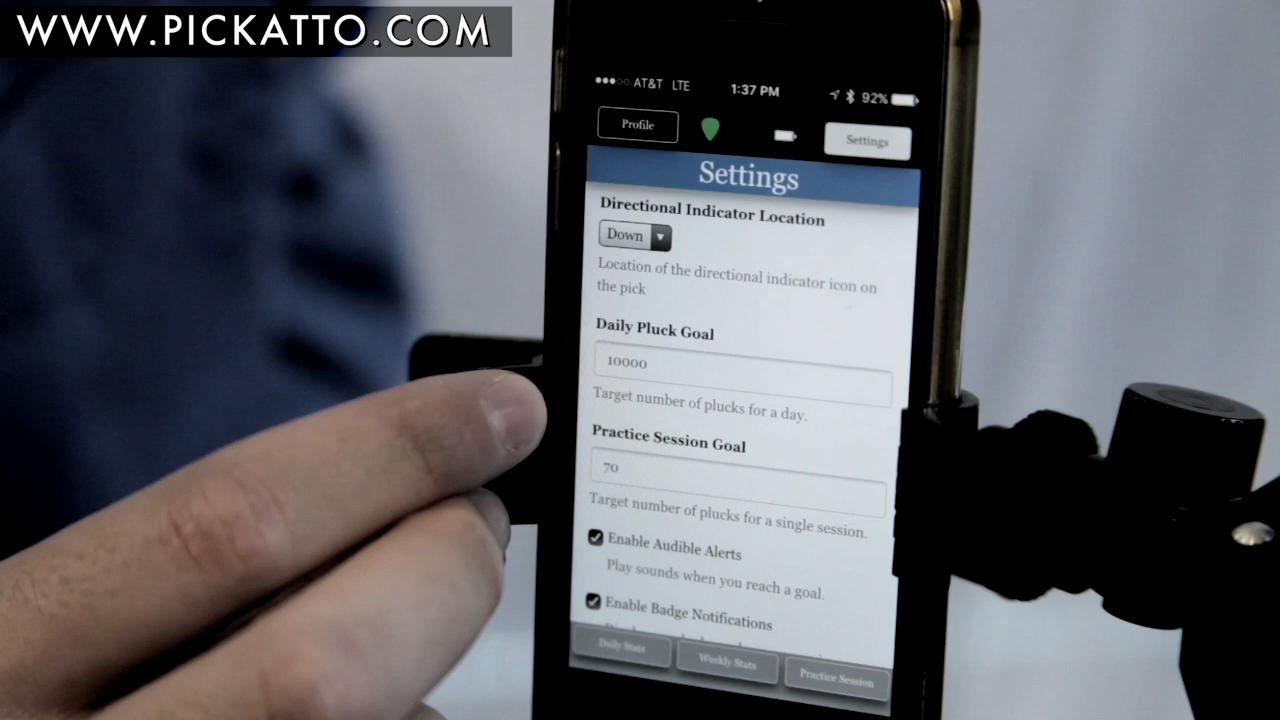 WWW.PICKATTO.COM
AT&T LTE 1:37 PM 92%
Profile Settings
Settings
Directional Indicator Location
Down
Location of the directional indicator icon on
the pick
Daily Pluck Goal
10000
Target number of plucks for a day.
Practice Session Goal
70
Target number of plucks for a single session.
Enable Audible Alerts
Play sounds when you reach a goal.
Enable Badge Notifications
Daily Stats Weekly Stats Practice Session